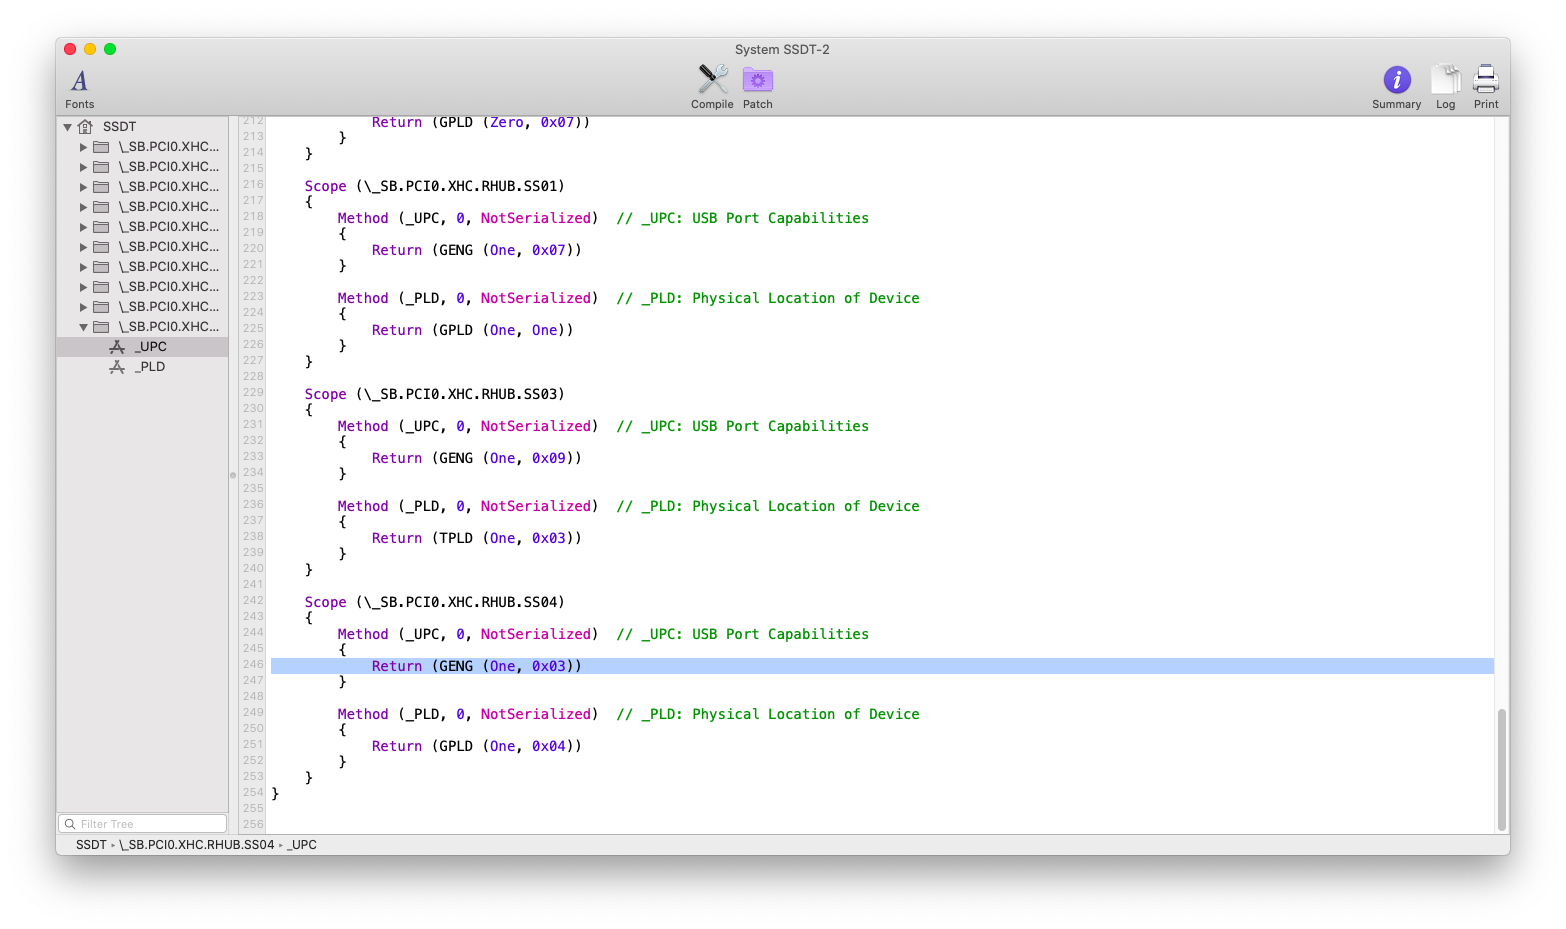 System SSDT-2
A
Fonts
Compile
Patch
Summary
Log
Print
SSDT
\_SB.PCI0.XHC...
\_SB.PCI0.XHC...
\_SB.PCI0.XHC...
\_SB.PCI0.XHC...
\_SB.PCI0.XHC...
\_SB.PCI0.XHC...
\_SB.PCI0.XHC...
\_SB.PCI0.XHC...
\_SB.PCI0.XHC...
\_SB.PCI0.XHC...
_UPC
_PLD
Filter Tree
212 Return (GPLD (Zero, 0x07))
213 }
214 }
215
216 Scope (\_SB.PCI0.XHC.RHUB.SS01)
217 {
218 Method (_UPC, 0, NotSerialized) // _UPC: USB Port Capabilities
219 {
220 Return (GENG (One, 0x07))
221 }
222
223 Method (_PLD, 0, NotSerialized) // _PLD: Physical Location of Device
224 {
225 Return (GPLD (One, One))
226 }
227 }
228
229 Scope (\_SB.PCI0.XHC.RHUB.SS03)
230 {
231 Method (_UPC, 0, NotSerialized) // _UPC: USB Port Capabilities
232 {
233 Return (GENG (One, 0x09))
234 }
235
236 Method (_PLD, 0, NotSerialized) // _PLD: Physical Location of Device
237 {
238 Return (TPLD (One, 0x03))
239 }
240 }
241
242 Scope (\_SB.PCI0.XHC.RHUB.SS04)
243 {
244 Method (_UPC, 0, NotSerialized) // _UPC: USB Port Capabilities
245 {
246 Return (GENG (One, 0x03))
247 }
248
249 Method (_PLD, 0, NotSerialized) // _PLD: Physical Location of Device
250 {
251 Return (GPLD (One, 0x04))
252 }
253 }
254 }
255
256
SSDT \_SB.PCI0.XHC.RHUB.SS04 _UPC